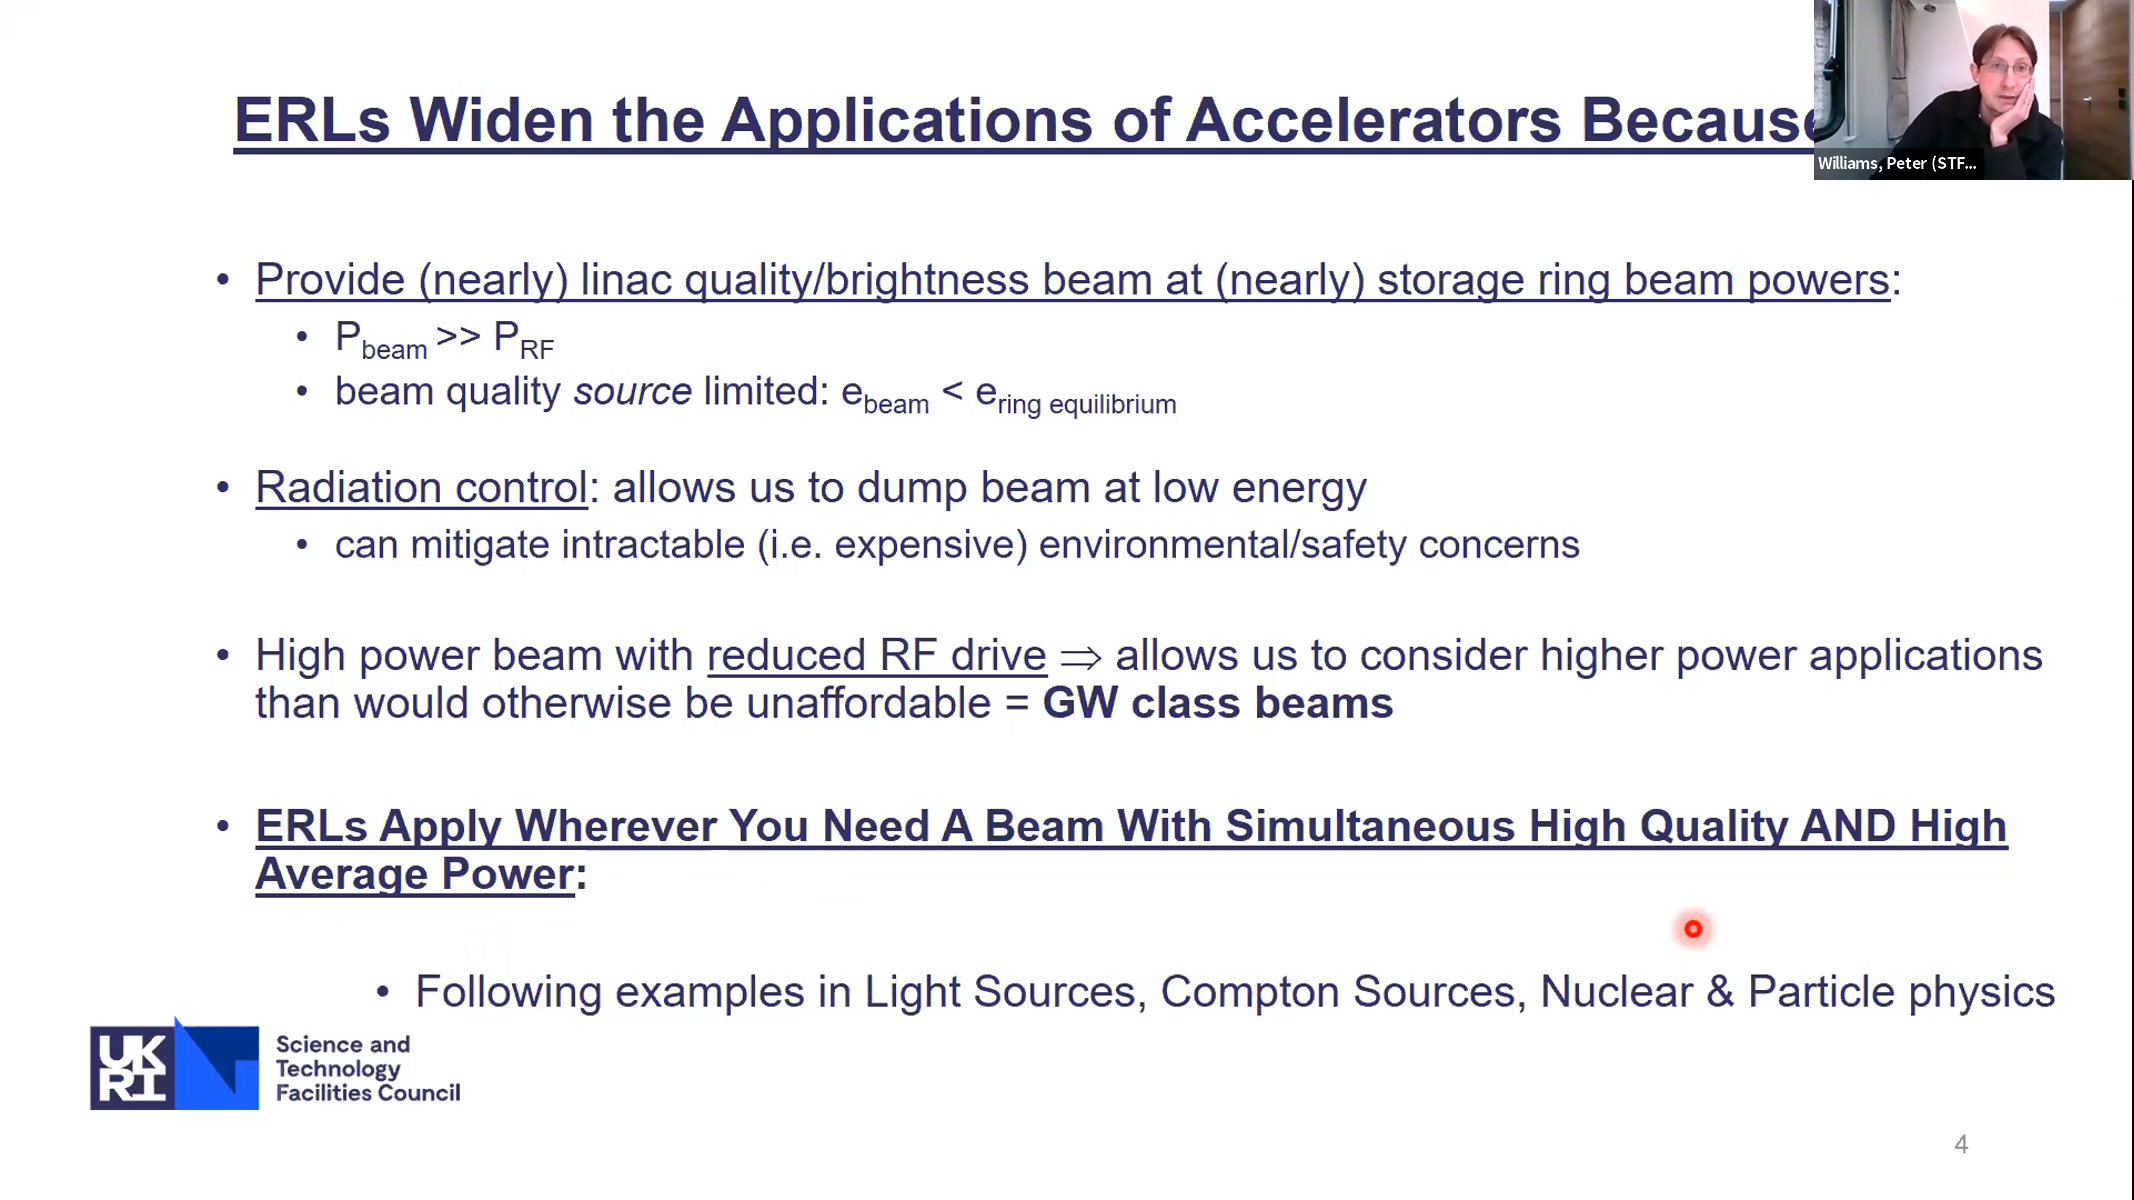 ERLs Widen the Applications of Accelerators Because
Williams, Peter (STF...
• Provide (nearly) linac quality/brightness beam at (nearly) storage ring beam powers:
• Pbeam >> PRF
• beam quality source limited: ebeam < ering equilibrium
• Radiation control: allows us to dump beam at low energy
• can mitigate intractable (i.e. expensive) environmental/safety concerns
• High power beam with reduced RF drive ⇒ allows us to consider higher power applications
than would otherwise be unaffordable = GW class beams
• ERLs Apply Wherever You Need A Beam With Simultaneous High Quality AND High
Average Power:
• Following examples in Light Sources, Compton Sources, Nuclear & Particle physics
UK
RI
Science and
Technology
Facilities Council
4